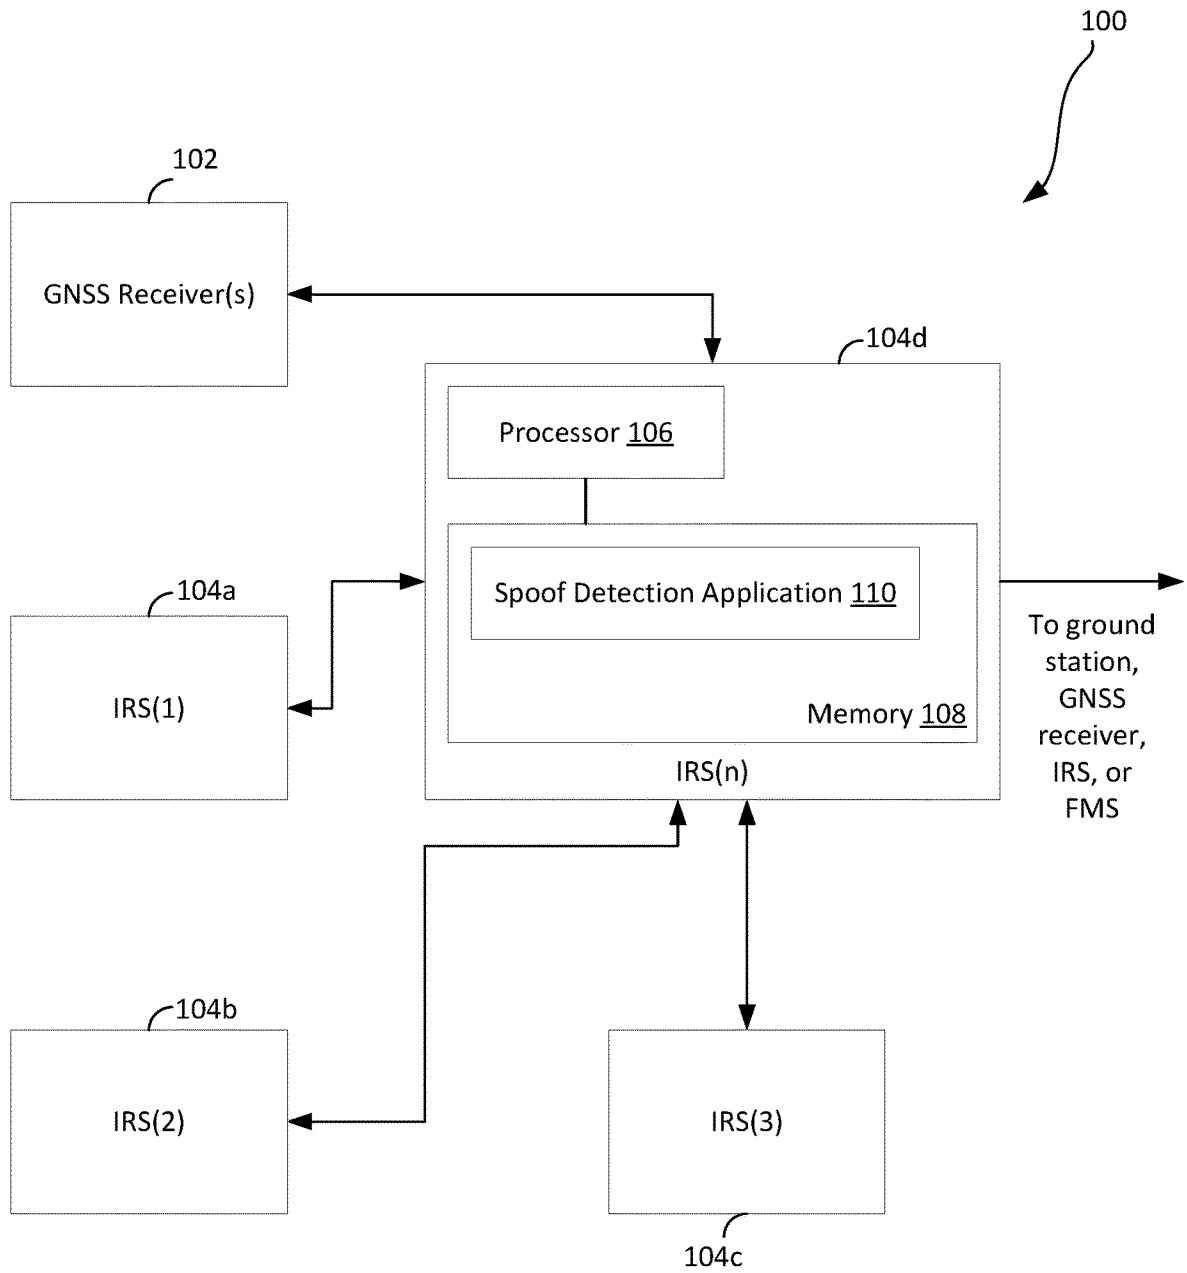 100
102
GNSS Receiver(s)
104d
Processor 106
104a
Spoof Detection Application 110
To ground
station,
GNSS
receiver,
IRS, or
FMS
IRS(1)
Memory 108
IRS(n)
104b
IRS(2)
IRS(3)
104c